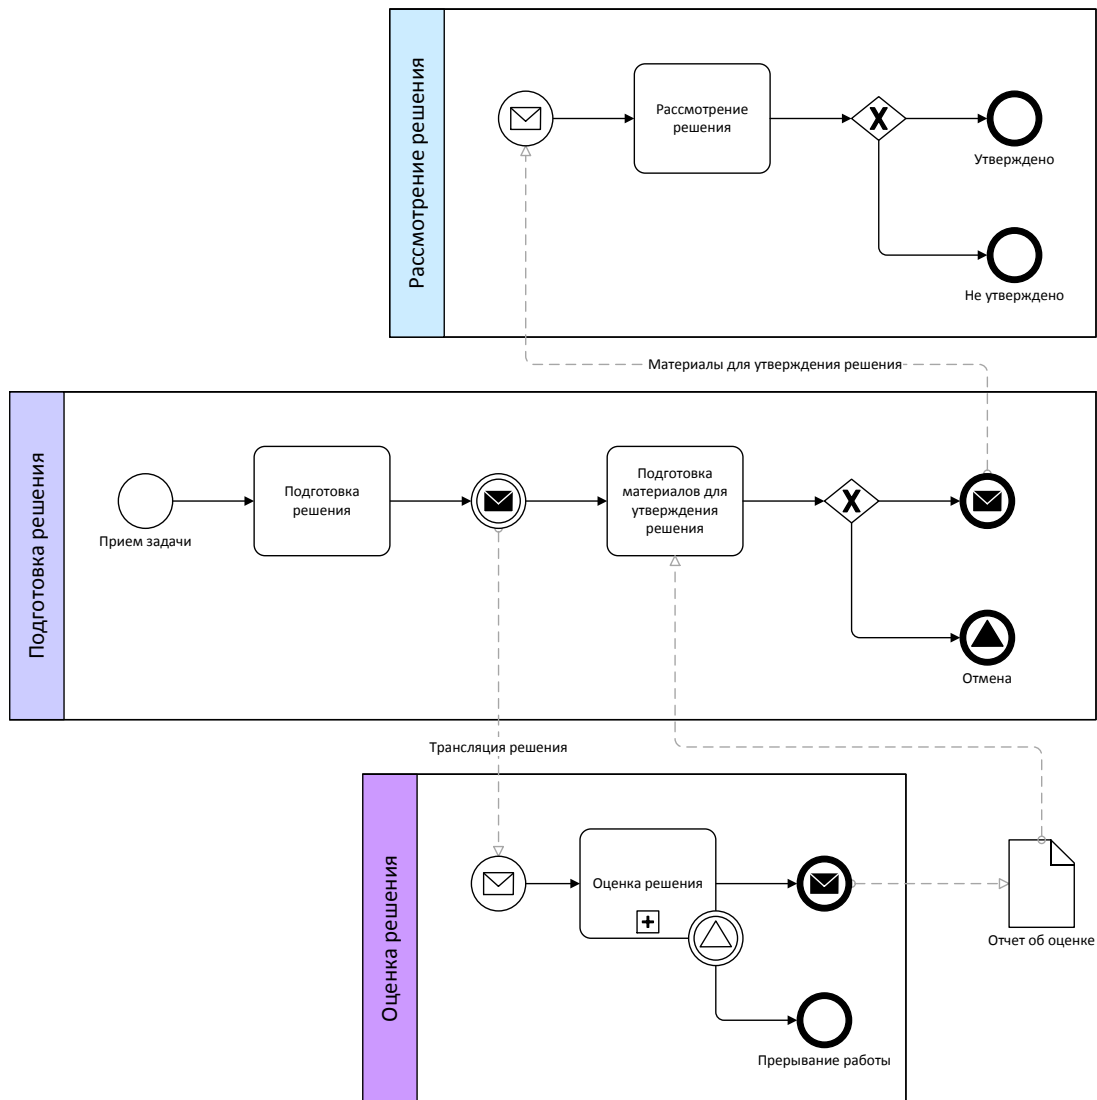 Рассмотрение решения
Рассмотрение
решения
X
Утверждено
Не утверждено
Материалы для утверждения решения
Подготовка решения
Прием задачи
Подготовка
решения
Подготовка
материалов для
утверждения
решения
X
Отмена
Трансляция решения
Оценка решения
Оценка решения
Отчет об оценке
Прерывание работы